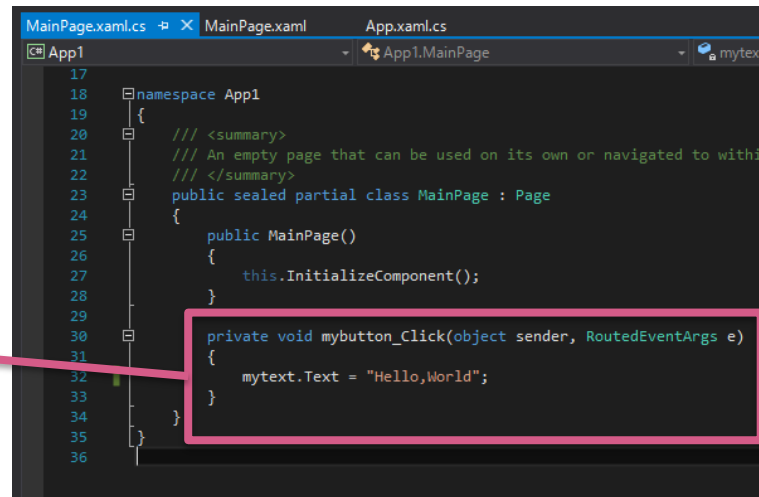 MainPage.xaml.cs MainPage.xaml App.xaml.cs
C# App1 App1.MainPage
17
18 namespace App1
19 {
20 /// <summary>
21 /// An empty page that can be used on its own or navigated to withi
22 /// </summary>
23 public sealed partial class MainPage : Page
24 {
25 public MainPage()
26 {
27 this.InitializeComponent();
28 }
29
30 private void mybutton_Click(object sender, RoutedEventArgs e)
31 {
32 mytext.Text = "Hello,World";
33 }
34 }
35 }
36